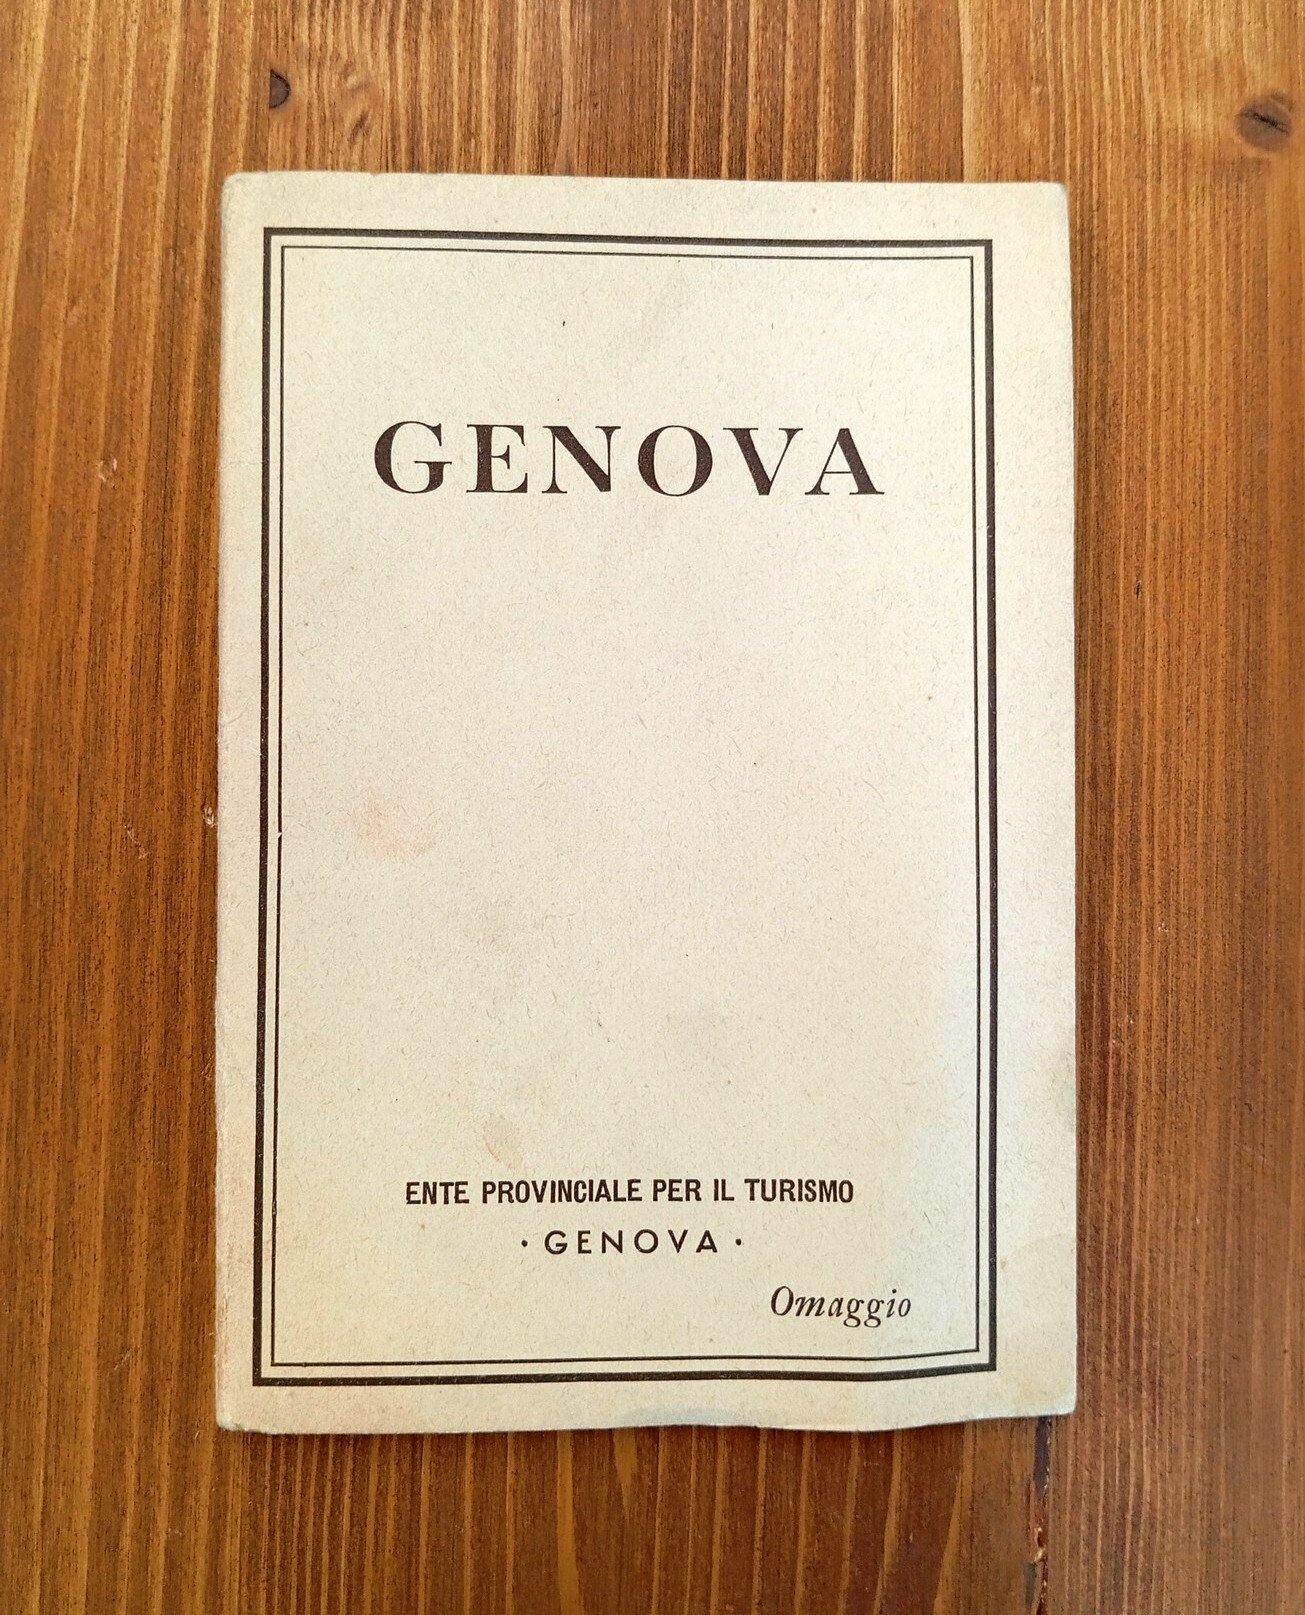 GENOVA
ENTE PROVINCIALE PER IL TURISMO
· GENOVA ·
Omaggio